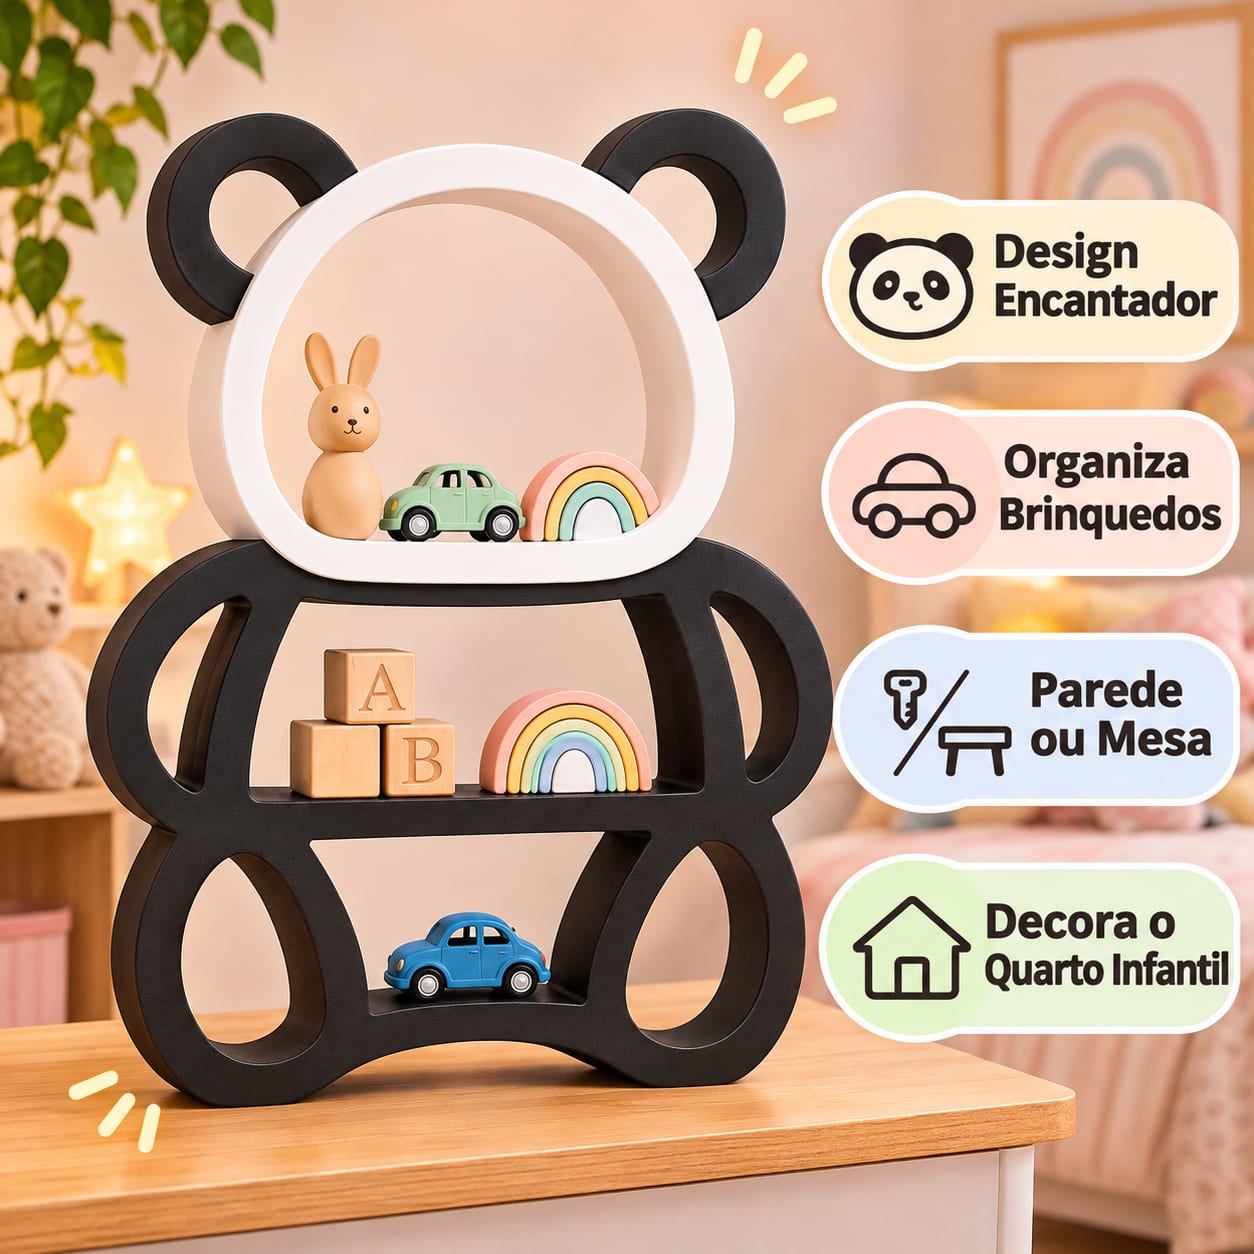 Design
Encantador
Organiza
Brinquedos
Parede
ou Mesa
Decora o
Quarto Infantil
A
B